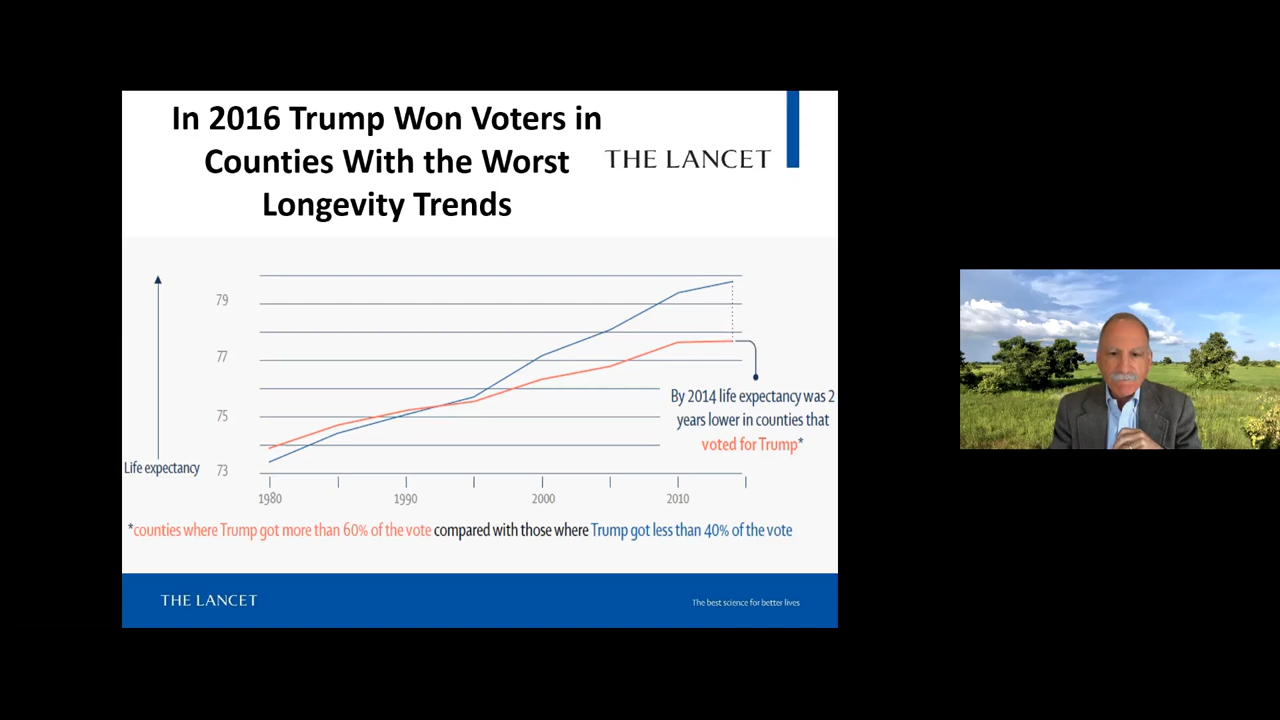 In 2016 Trump Won Voters in
Counties With the Worst
Longevity Trends
THE LANCET
79
77
75
73
Life expectancy
1980
1990
2000
2010
By 2014 life expectancy was 2
years lower in counties that
voted for Trump*
*counties where Trump got more than 60% of the vote compared with those where Trump got less than 40% of the vote
THE LANCET
The best science for better lives